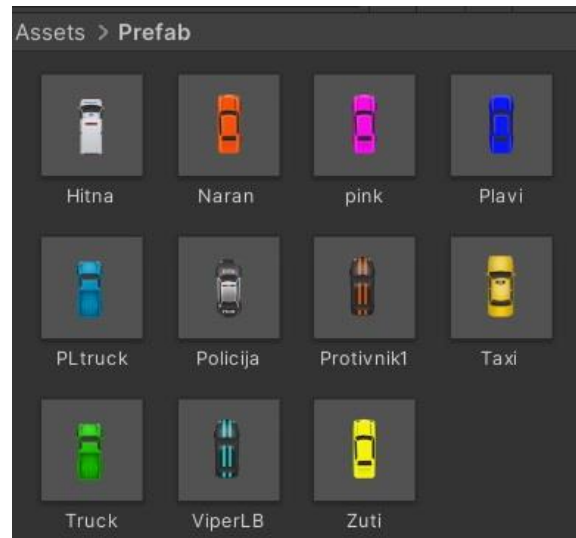 Assets > Prefab
Hitna Naran pink Plavi
PLtruck Policija Protivnik1 Taxi
Truck ViperLB Zuti